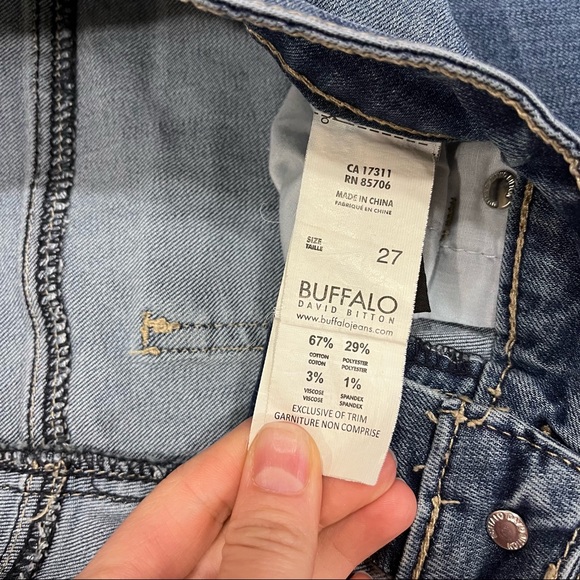 CA 17311
RN 85706
MADE IN CHINA
FABRIQUÉ EN CHINE
SIZE
TAILLE
27
BUFFALO
DAVID BITTON
www.buffalojeans.com
67% 29%
COTTON POLYESTER
COTON POLYESTER
3% 1%
VISCOSE SPANDEX
VISCOSE SPANDEX
EXCLUSIVE OF TRIM
GARNITURE NON COMPRISE